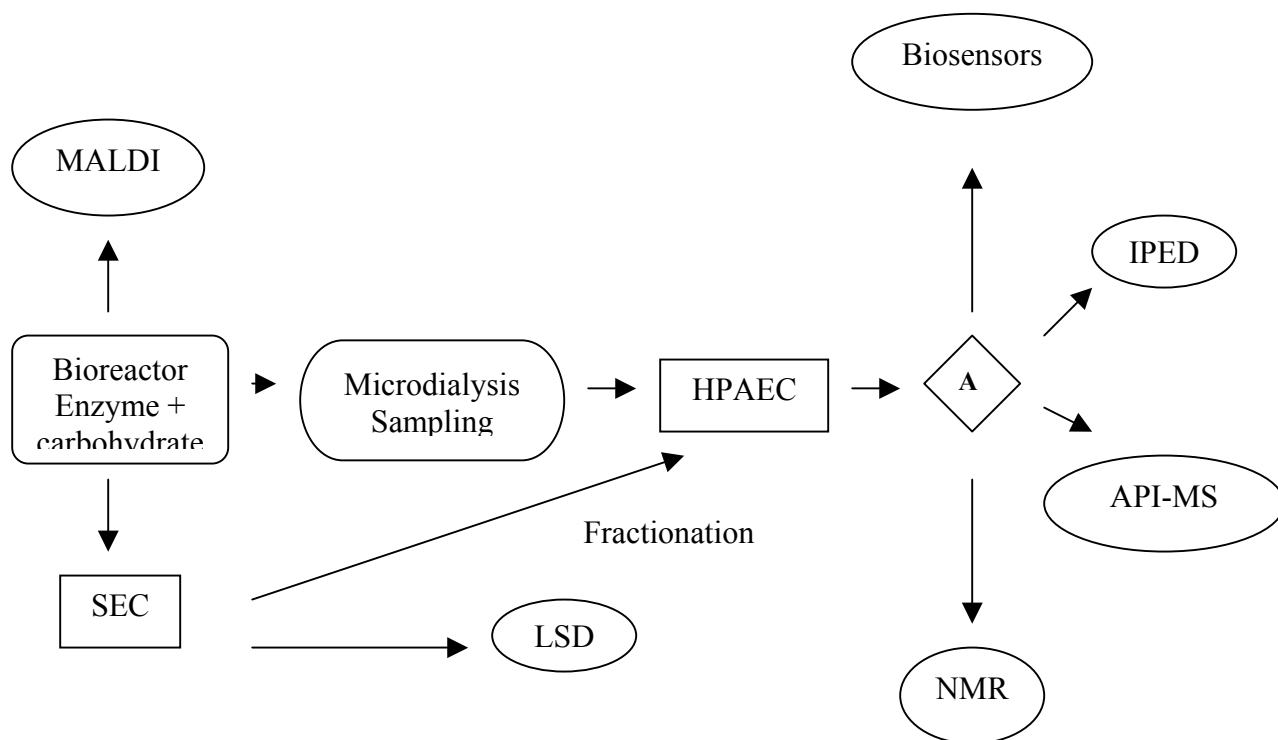 Biosensors
MALDI
IPED
Bioreactor
Enzyme +
carbohydrate
Microdialysis
Sampling
HPAEC
A
API-MS
Fractionation
SEC
LSD
NMR